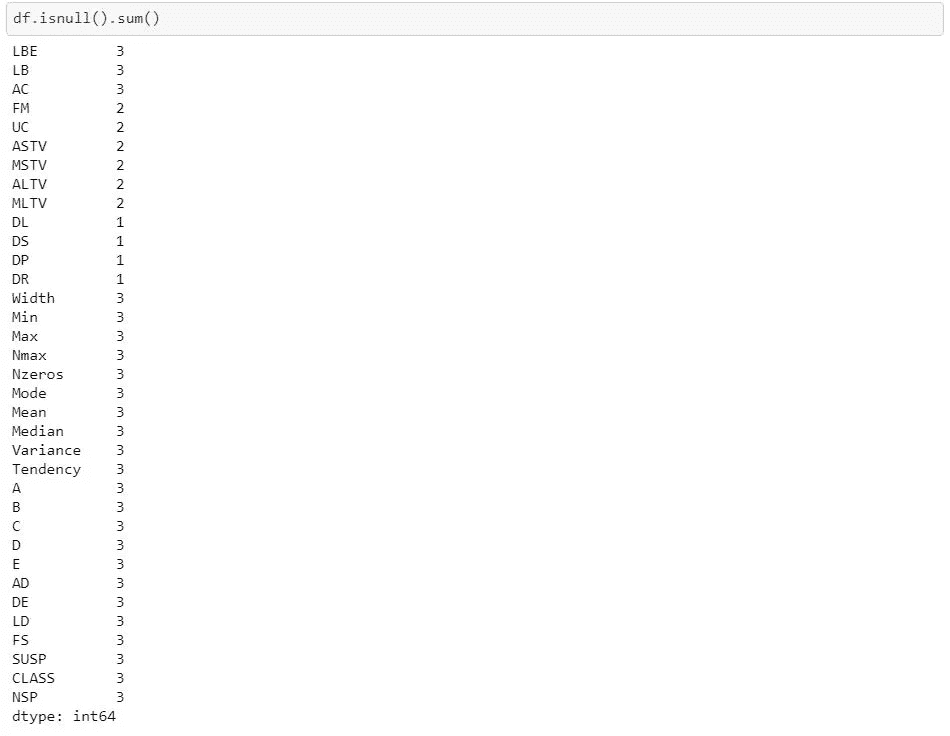 df.isnull().sum()
LBE 3
LB 3
AC 3
FM 2
UC 2
ASTV 2
MSTV 2
ALTV 2
MLTV 2
DL 1
DS 1
DP 1
DR 1
Width 3
Min 3
Max 3
Nmax 3
Nzeros 3
Mode 3
Mean 3
Median 3
Variance 3
Tendency 3
A 3
B 3
C 3
D 3
E 3
AD 3
DE 3
LD 3
FS 3
SUSP 3
CLASS 3
NSP 3
dtype: int64